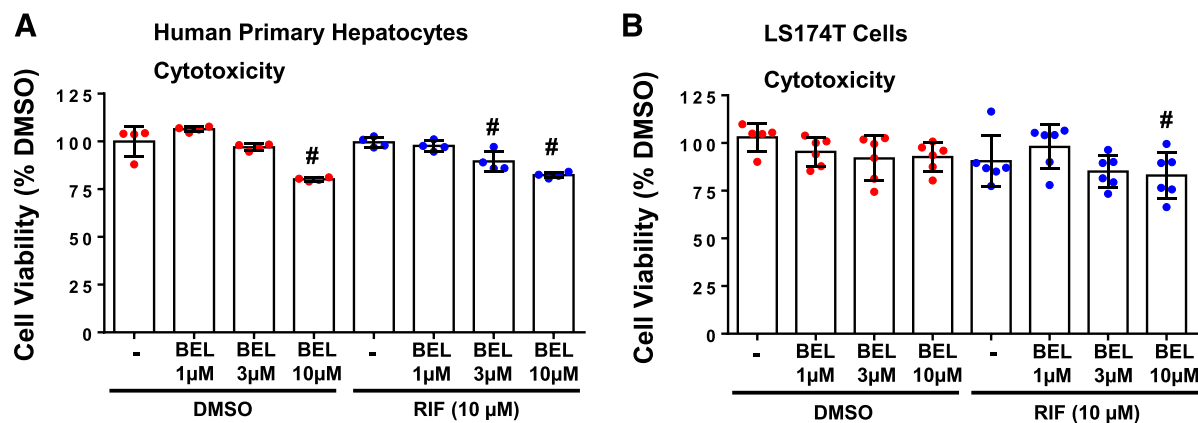 A
Human Primary Hepatocytes
Cytotoxicity
Cell Viability (% DMSO)
125
100
75
50
25
0
#
#
#
- BEL BEL BEL - BEL BEL BEL
1µM 3µM 10µM 1µM 3µM 10µM
DMSO RIF (10 µM)
B
LS174T Cells
Cytotoxicity
Cell Viability (% DMSO)
125
100
75
50
25
0
#
- BEL BEL BEL - BEL BEL BEL
1µM 3µM 10µM 1µM 3µM 10µM
DMSO RIF (10 µM)